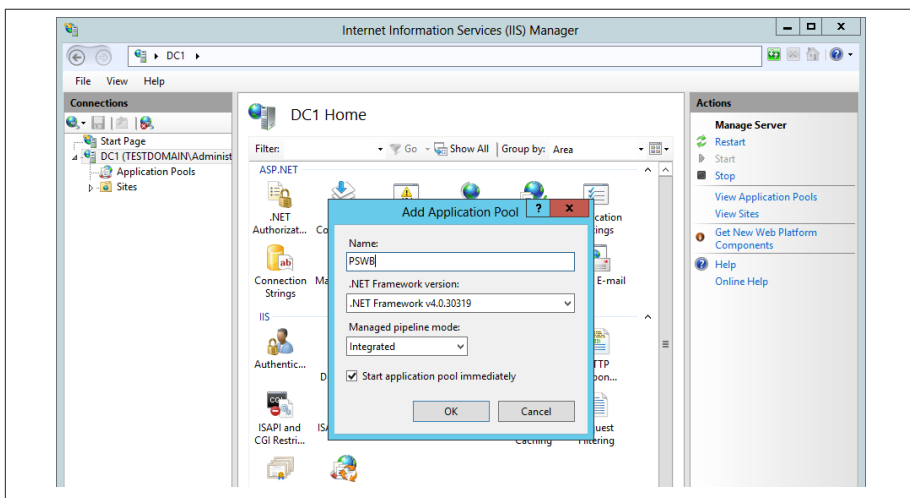 Internet Information Services (IIS) Manager
DC1
File View Help
Connections
Start Page
DC1 (TESTDOMAIN\Administ
Application Pools
Sites
DC1 Home
Filter: Go Show All Group by: Area
ASP.NET
.NET
Authorizat...
Connection
Strings
E-mail
IIS
Authentic...
ISAPI and
CGI Restri...
Caching
Filtering
Add Application Pool
Name:
PSWB
.NET Framework version:
.NET Framework v4.0.30319
Managed pipeline mode:
Integrated
Start application pool immediately
OK Cancel
Actions
Manage Server
Restart
Start
Stop
View Application Pools
View Sites
Get New Web Platform
Components
Help
Online Help